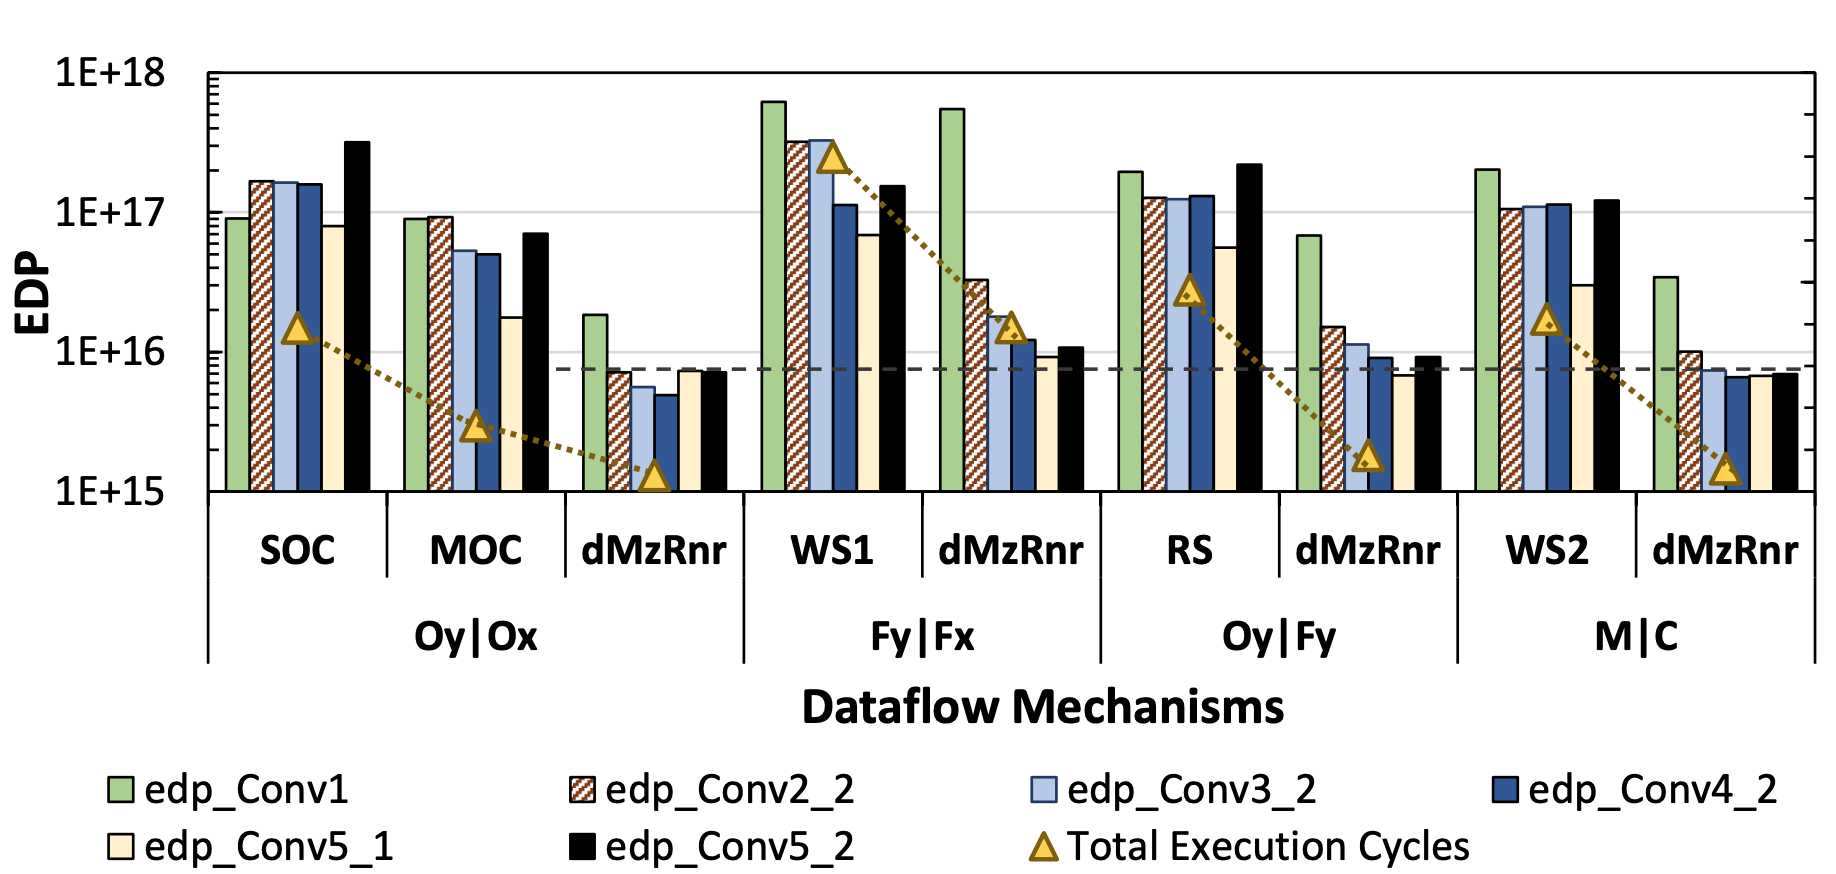 1E+18
1E+17
1E+16
1E+15
EDP
SOC MOC dMzRnr WS1 dMzRnr RS dMzRnr WS2 dMzRnr
Oy|Ox Fy|Fx Oy|Fy M|C
Dataflow Mechanisms
edp_Conv1 edp_Conv2_2 edp_Conv3_2 edp_Conv4_2
edp_Conv5_1 edp_Conv5_2 Total Execution Cycles